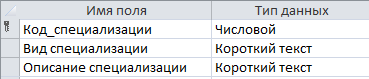 Имя поля Тип данных
Код_специализации Числовой
Вид специализации Короткий текст
Описание специализации Короткий текст